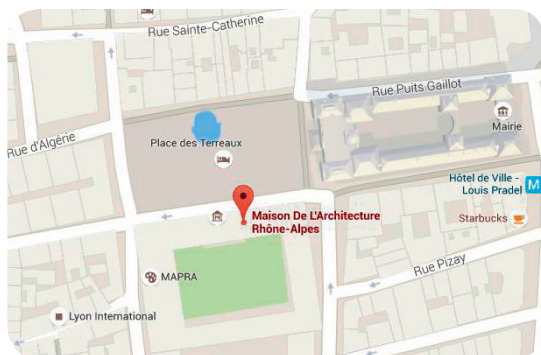 Rue Sainte-Catherine
Rue Puits Gaillot
Mairie
Rue d'Algérie
Place des Terreaux
Hôtel de Ville -
Louis Pradel
M
Maison De L'Architecture
Rhône-Alpes
Starbucks
Rue Pizay
MAPRA
Lyon International